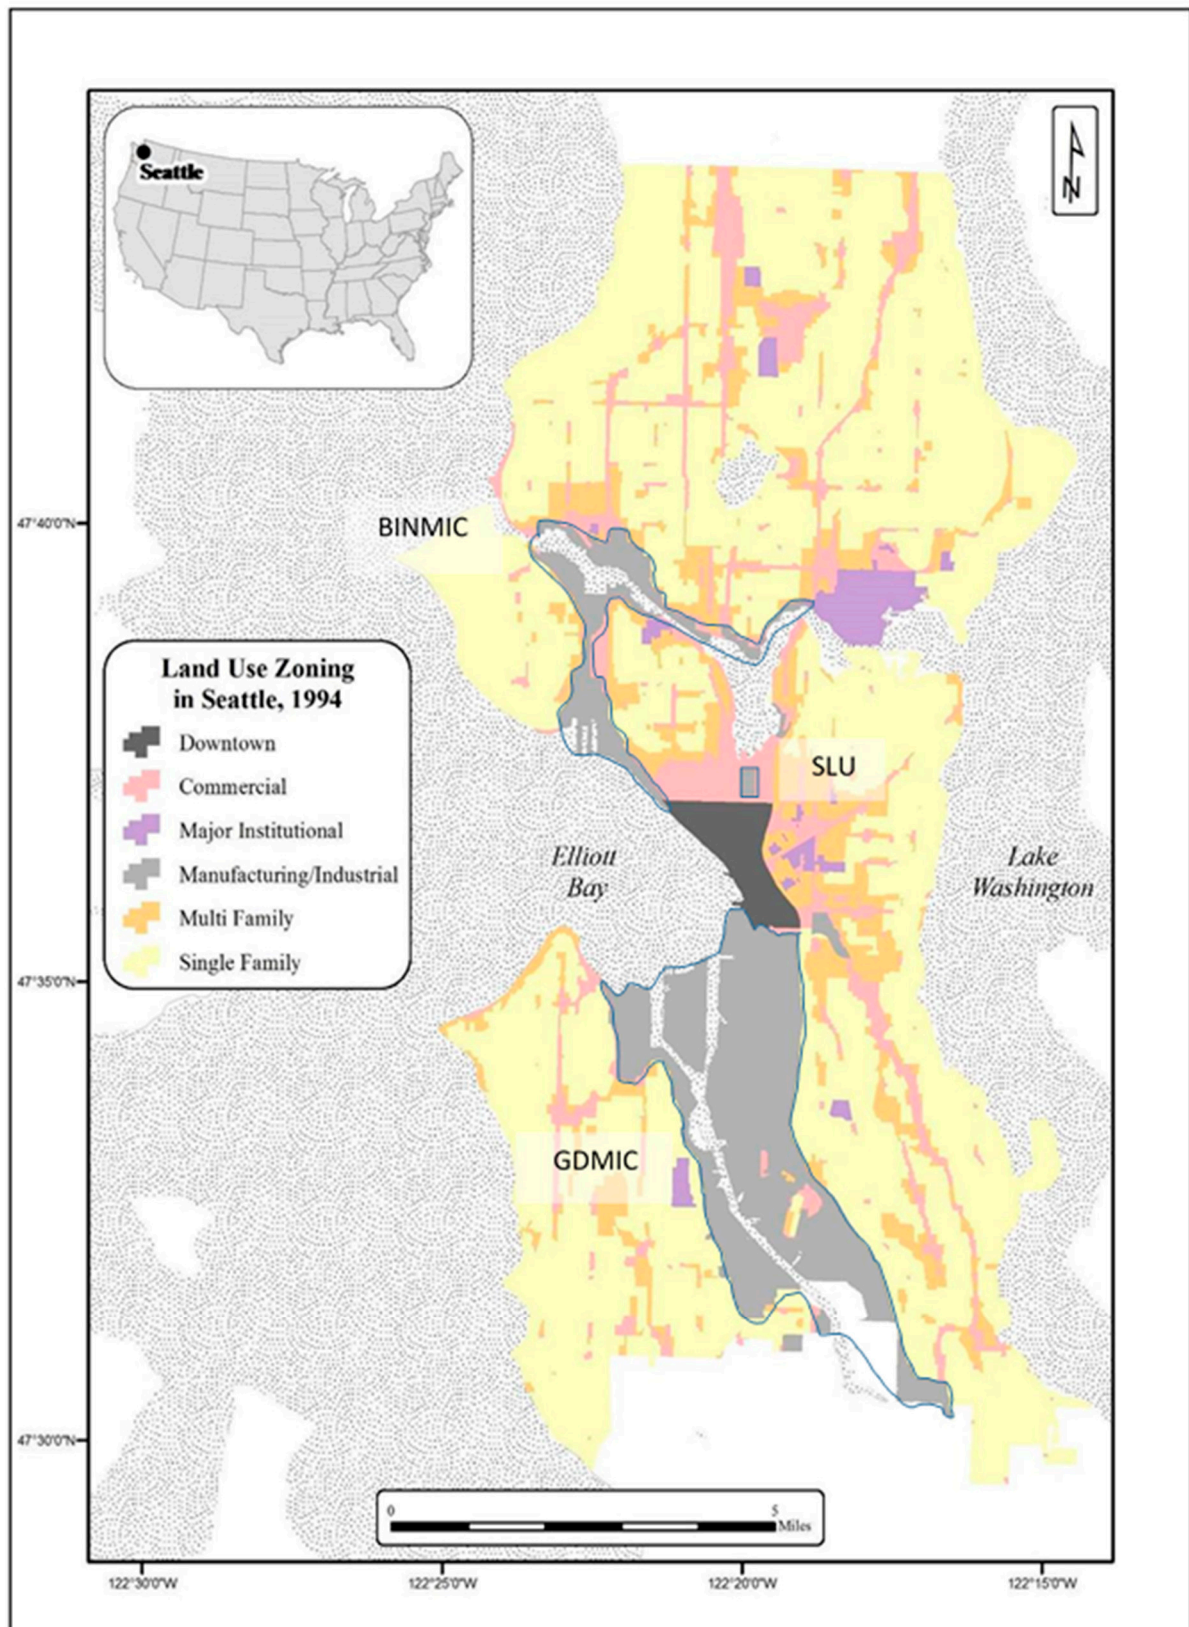 Seattle
N
47°40'0"N
BINMIC
Land Use Zoning
in Seattle, 1994
Downtown
Commercial
Major Institutional
Manufacturing/Industrial
Multi Family
Single Family
SLU
Elliott
Bay
Lake
Washington
47°35'0"N
GDMIC
47°30'0"N
0 5
Miles
122°30'0"W 122°25'0"W 122°20'0"W 122°15'0"W